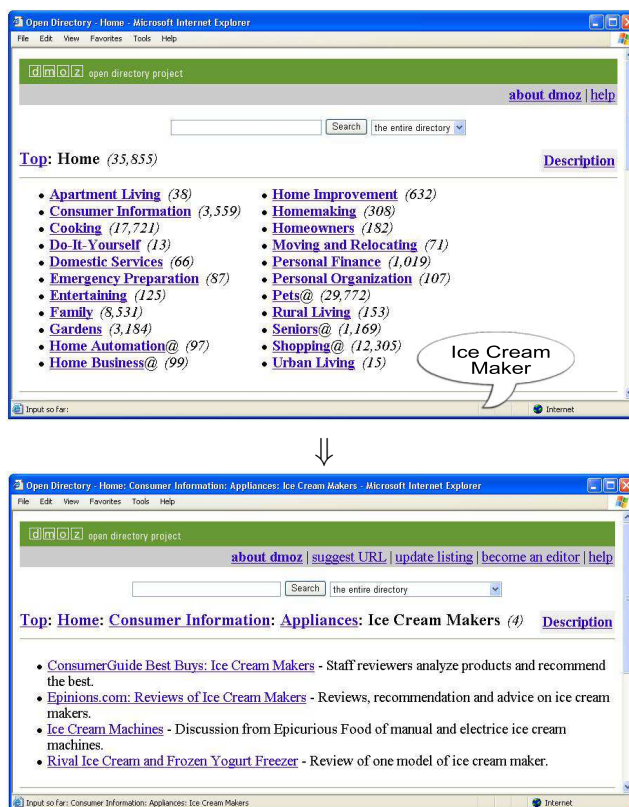 Open Directory - Home - Microsoft Internet Explorer
File Edit View Favorites Tools Help
dmoz open directory project
about dmoz | help
Search the entire directory
Top: Home (35,855) Description
• Apartment Living (38) • Home Improvement (632)
• Consumer Information (3,559) • Homemaking (308)
• Cooking (17,721) • Homeowners (182)
• Do-It-Yourself (13) • Moving and Relocating (71)
• Domestic Services (66) • Personal Finance (1,019)
• Emergency Preparation (87) • Personal Organization (107)
• Entertaining (125) • Pets@ (29,772)
• Family (8,531) • Rural Living (153)
• Gardens (3,184) • Seniors@ (1,169)
• Home Automation@ (97) • Shopping@ (12,305)
• Home Business@ (99) • Urban Living (15)
Ice Cream
Maker
Input so far: Internet
⇓
Open Directory - Home: Consumer Information: Appliances: Ice Cream Makers - Microsoft Internet Explorer
File Edit View Favorites Tools Help
dmoz open directory project
about dmoz | suggest URL | update listing | become an editor | help
Search the entire directory
Top: Home: Consumer Information: Appliances: Ice Cream Makers (4) Description
• ConsumerGuide Best Buys: Ice Cream Makers - Staff reviewers analyze products and recommend
the best.
• Epinions.com: Reviews of Ice Cream Makers - Reviews, recommendation and advice on ice cream
makers.
• Ice Cream Machines - Discussion from Epicurious Food of manual and electrice ice cream
machines.
• Rival Ice Cream and Frozen Yogurt Freezer - Review of one model of ice cream maker.
Input so far: Consumer Information: Appliances: Ice Cream Makers Internet